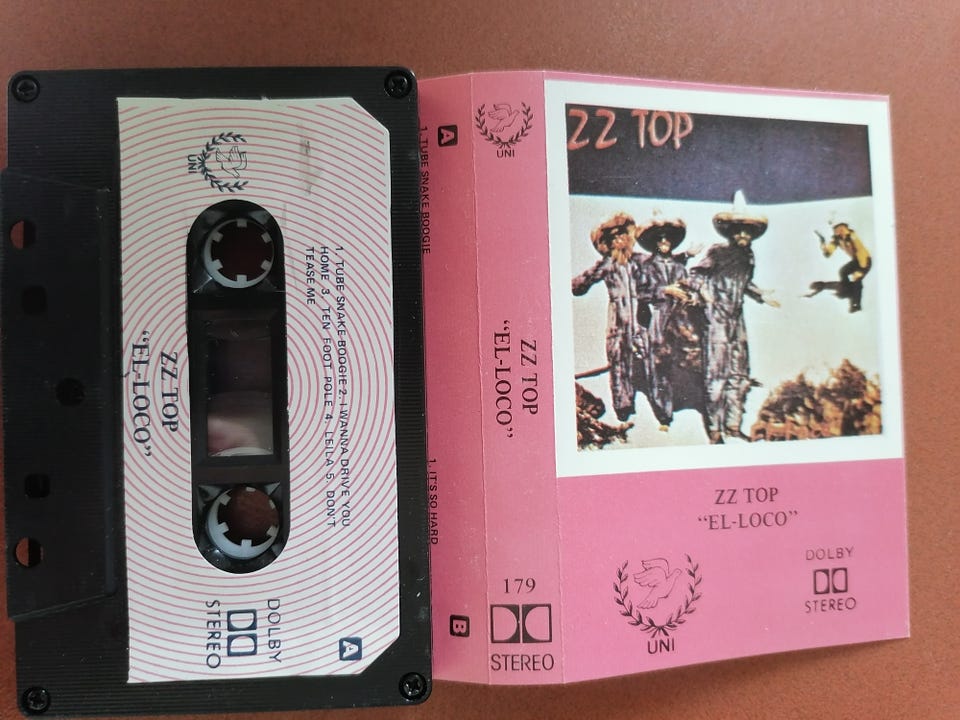 UNI
1. TUBE SNAKE BOOGIE 2. I WANNA DRIVE YOU
HOME 3. TEN FOOT POLE 4. LEILA 5. DON'T
TEASE ME
ZZ TOP
“EL-LOCO”
DOLBY
STEREO
A
A
1. TUBE SNAKE BOOGIE
1. IT'S SO HARD
B
UNI
ZZ TOP
“EL-LOCO”
179
STEREO
ZZ TOP
ZZ TOP
“EL-LOCO”
UNI
DOLBY
STEREO